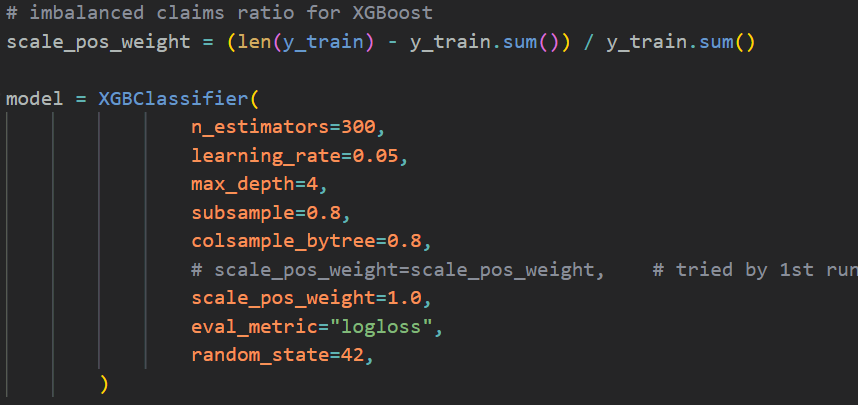 # imbalanced claims ratio for XGBoost
scale_pos_weight = (len(y_train) - y_train.sum()) / y_train.sum()
model = XGBClassifier(
n_estimators=300,
learning_rate=0.05,
max_depth=4,
subsample=0.8,
colsample_bytree=0.8,
# scale_pos_weight=scale_pos_weight,    # tried by 1st run
scale_pos_weight=1.0,
eval_metric="logloss",
random_state=42,
)